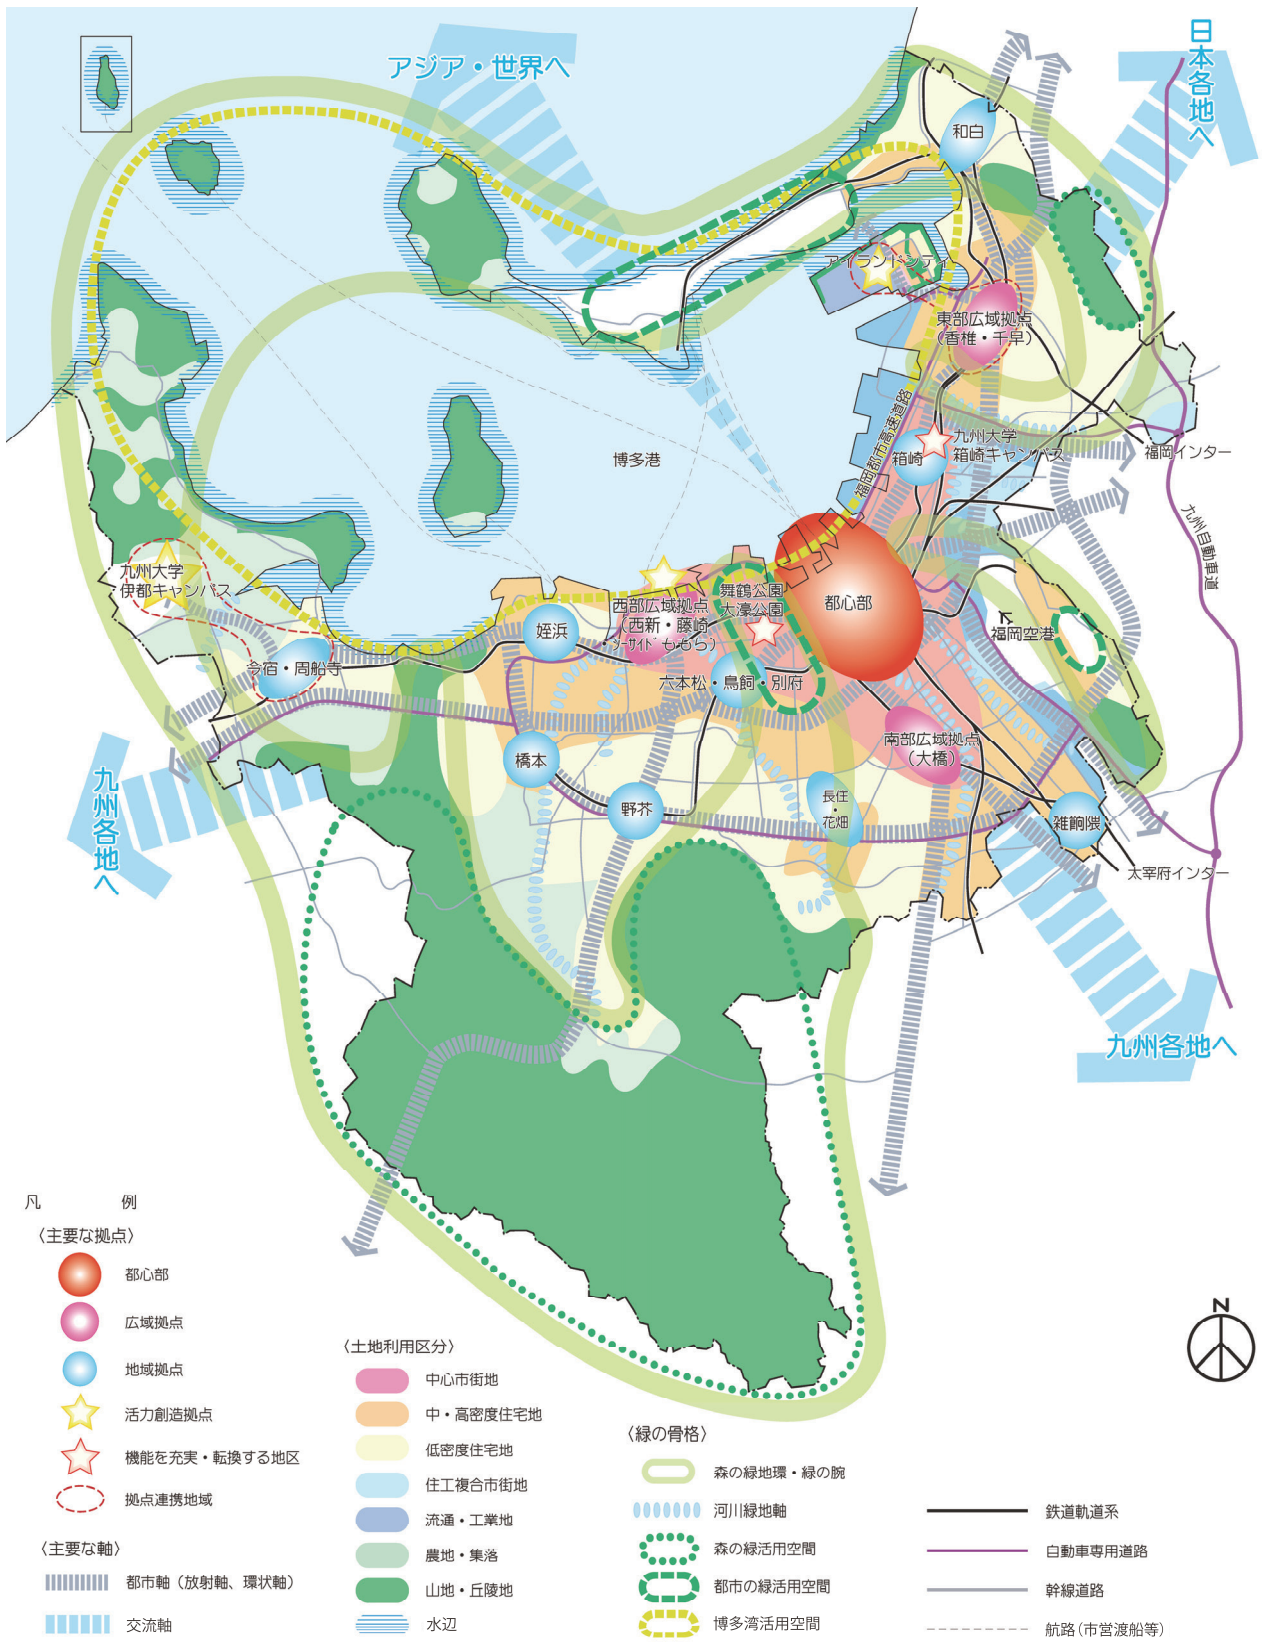 アジア・世界へ
日本各地へ
和白
アイランドシティ
東部広域拠点
(香椎・千早)
福岡都市高速道路
九州大学
箱崎キャンパス
箱崎
福岡インター
博多港
九州自動車道
九州大学
伊都キャンパス
舞鶴公園
大濠公園
都心部
西部広域拠点
(西新・藤崎
・シーサイドももち)
姪浜
福岡空港
今宿・周船寺
六本松・鳥飼・別府
南部広域拠点
(大橋)
橋本
九州各地へ
長住
・
花畑
野芥
雑餉隈
太宰府インター
九州各地へ
凡 例
〈主要な拠点〉
都心部
広域拠点
地域拠点
活力創造拠点
機能を充実・転換する地区
拠点連携地域
〈主要な軸〉
都市軸(放射軸、環状軸)
交流軸
〈土地利用区分〉
中心市街地
中・高密度住宅地
低密度住宅地
住工複合市街地
流通・工業地
農地・集落
山地・丘陵地
水辺
〈緑の骨格〉
森の緑地環・緑の腕
河川緑地軸
森の緑活用空間
都市の緑活用空間
博多湾活用空間
鉄道軌道系
自動車専用道路
幹線道路
航路(市営渡船等)
N